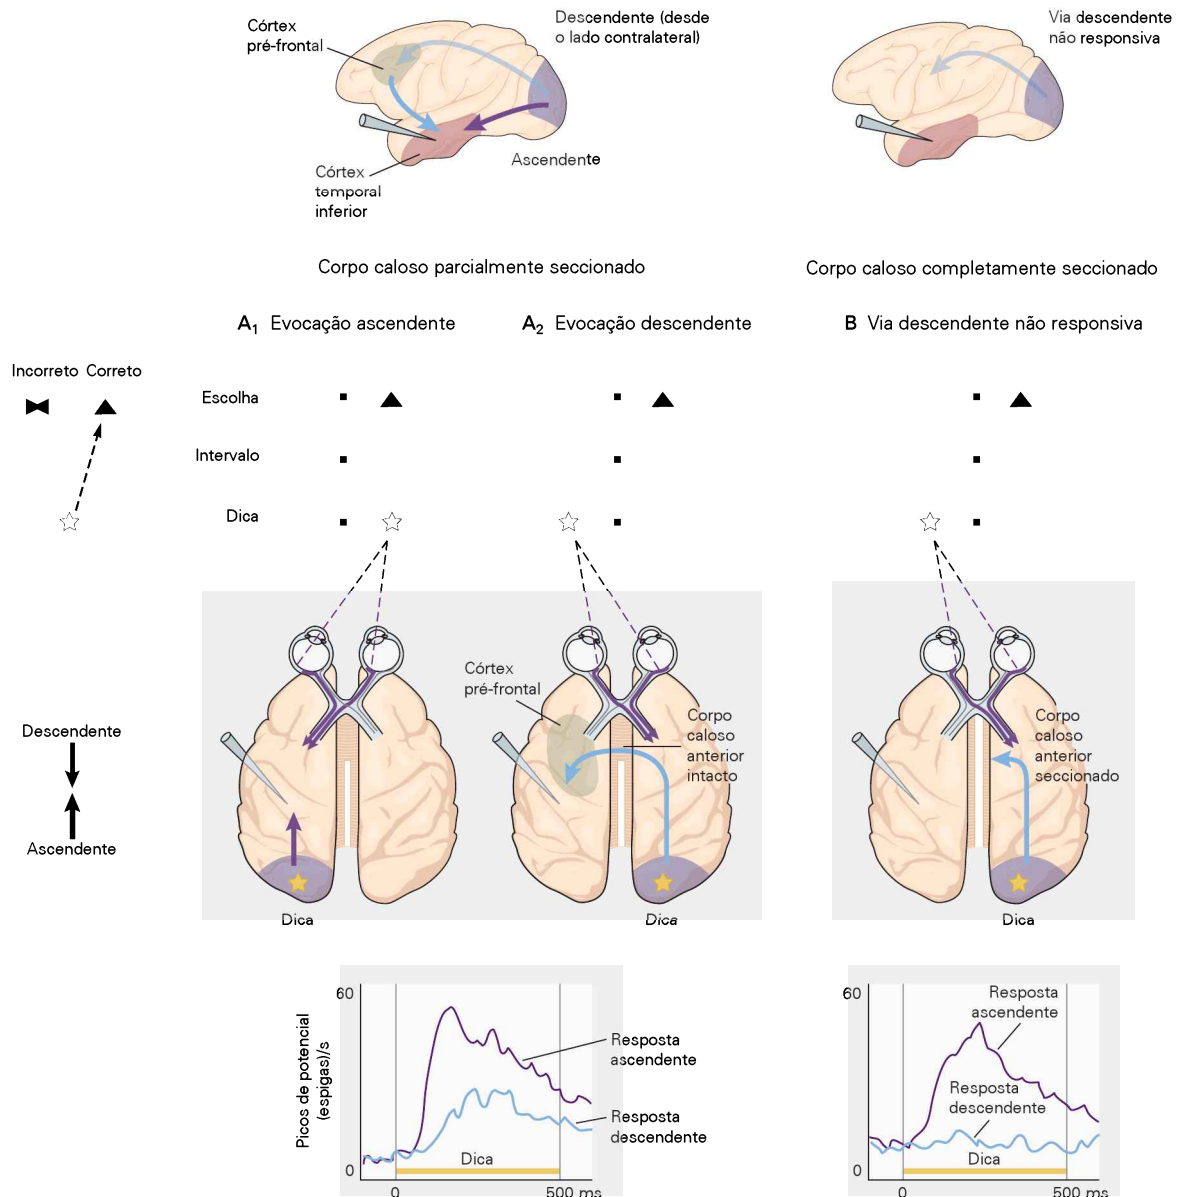 Córtex
pré-frontal
Descendente (desde
o lado contralateral)
Via descendente
não responsiva
Ascendente
Córtex
temporal
inferior
Corpo caloso parcialmente seccionado
Corpo caloso completamente seccionado
A1 Evocação ascendente
A2 Evocação descendente
B Via descendente não responsiva
Incorreto Correto
Escolha
Intervalo
Dica
Córtex
pré-frontal
Corpo
caloso
anterior
intacto
Corpo
caloso
anterior
seccionado
Descendente
Ascendente
Dica
Dica
Dica
Picos de potencial
(espigas)/s
60
0
Resposta
ascendente
Resposta
descendente
Dica
0
500 ms
60
0
Resposta
ascendente
Resposta
descendente
Dica
0
500 ms